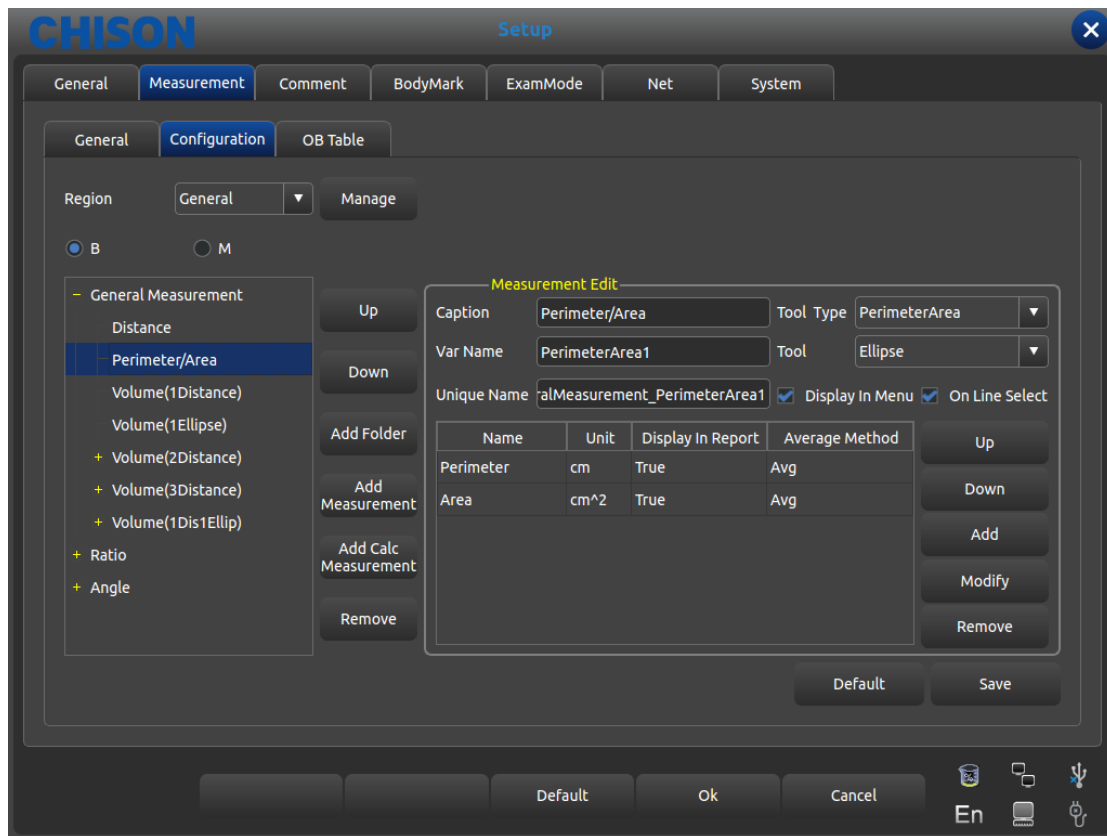 CHISON
Setup
General Measurement Comment BodyMark ExamMode Net System
General Configuration OB Table
Region General Manage
B M
General Measurement
Distance
Perimeter/Area
Volume(1Distance)
Volume(1Ellipse)
Volume(2Distance)
Volume(3Distance)
Volume(1Dis1Ellip)
Ratio
Angle
Up
Down
Add Folder
Add
Measurement
Add Calc
Measurement
Remove
Measurement Edit
Caption Perimeter/Area Tool Type PerimeterArea
Var Name PerimeterArea1 Tool Ellipse
Unique Name ralMeasurement_PerimeterArea1 Display In Menu On Line Select
Name Unit Display In Report Average Method
Perimeter cm True Avg
Area cm^2 True Avg
Up
Down
Add
Modify
Remove
Default Save
Default Ok Cancel
En